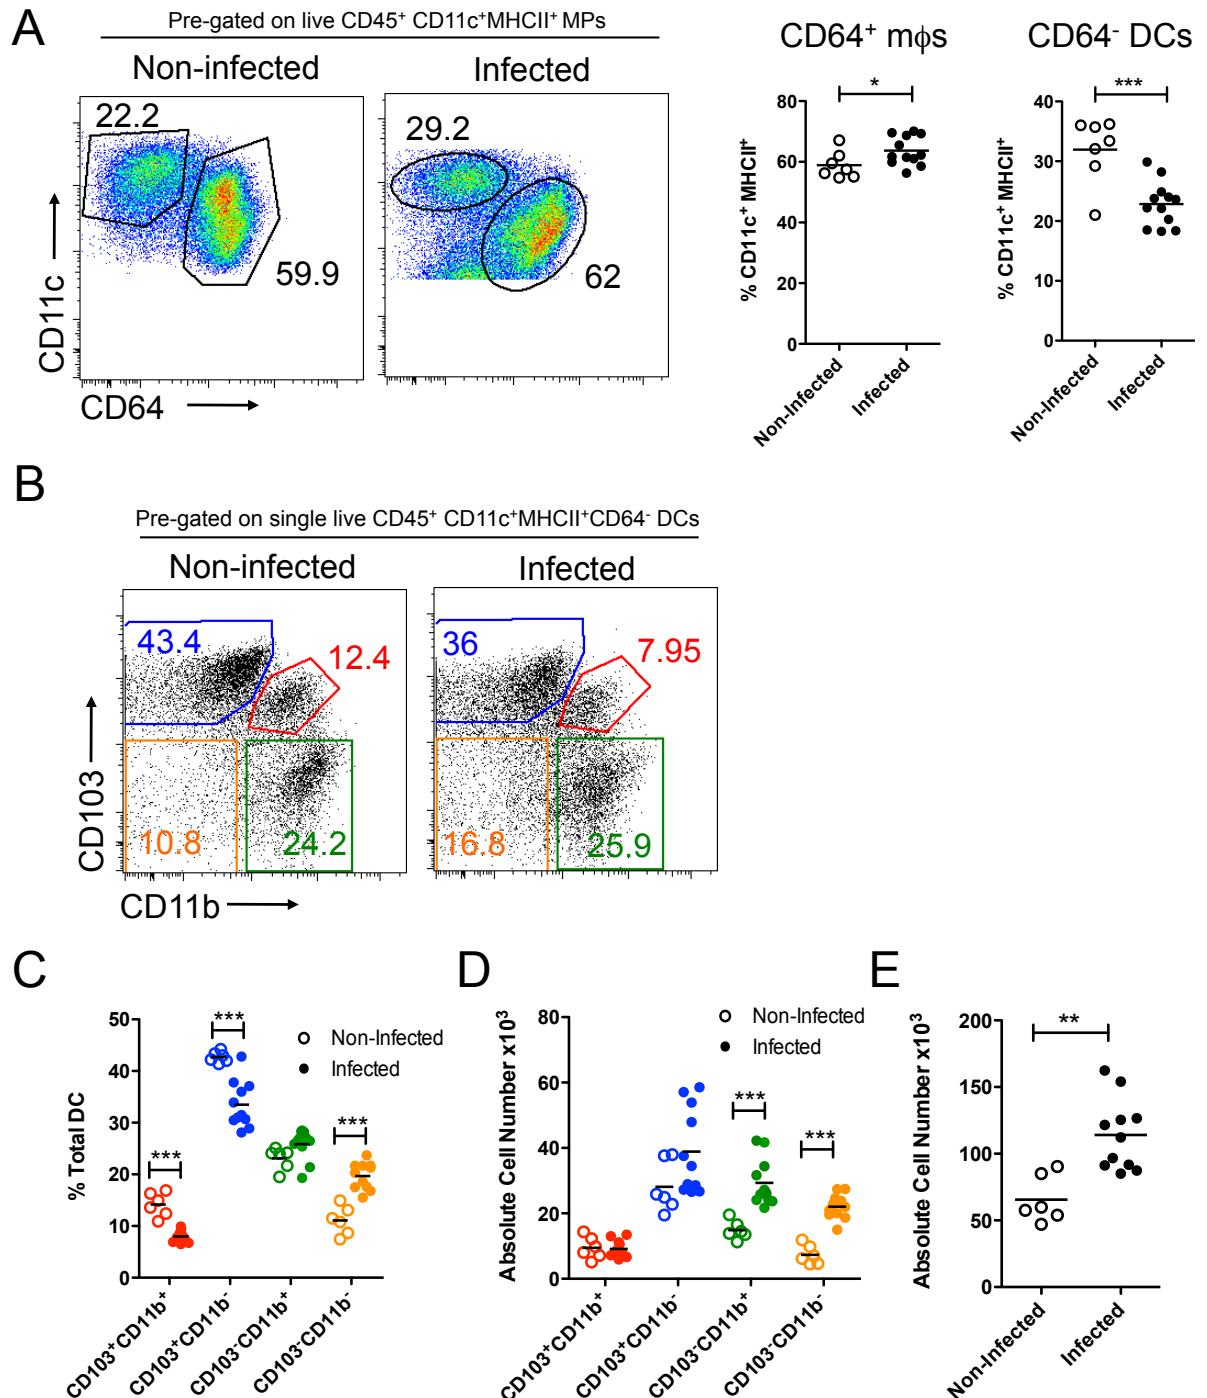 A
Pre-gated on live CD45⁺ CD11c⁺MHCII⁺ MPs
Non-infected
Infected
22.2
59.9
29.2
62
CD11c
CD64
CD64⁺ mϕs
CD64⁻ DCs
*
80
60
40
20
0
% CD11c⁺ MHCII⁺
Non-Infected
Infected
***
40
30
20
10
0
% CD11c⁺ MHCII⁺
Non-Infected
Infected
B
Pre-gated on single live CD45⁺ CD11c⁺MHCII⁺CD64⁻ DCs
Non-infected
Infected
43.4
12.4
10.8
24.2
36
7.95
16.8
25.9
CD103
CD11b
C
50
40
30
20
10
0
% Total DC
Non-Infected
Infected
***
***
***
CD103⁺CD11b⁺
CD103⁺CD11b⁻
CD103⁻CD11b⁺
CD103⁻CD11b⁻
D
80
60
40
20
0
Absolute Cell Number x10³
Non-Infected
Infected
***
***
CD103⁺CD11b⁺
CD103⁺CD11b⁻
CD103⁻CD11b⁺
CD103⁻CD11b⁻
E
200
150
100
50
0
Absolute Cell Number x10³
**
Non-Infected
Infected